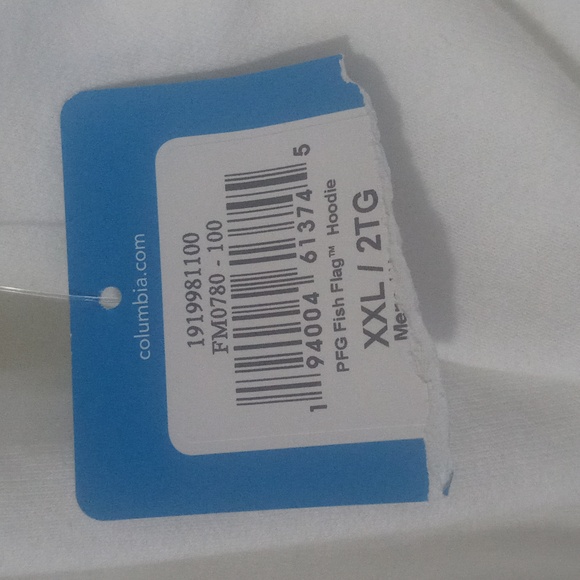 columbia.com
1919981100
FM0780 - 100
1 94004 61374 5
PFG Fish Flag™ Hoodie
XXL / 2TG